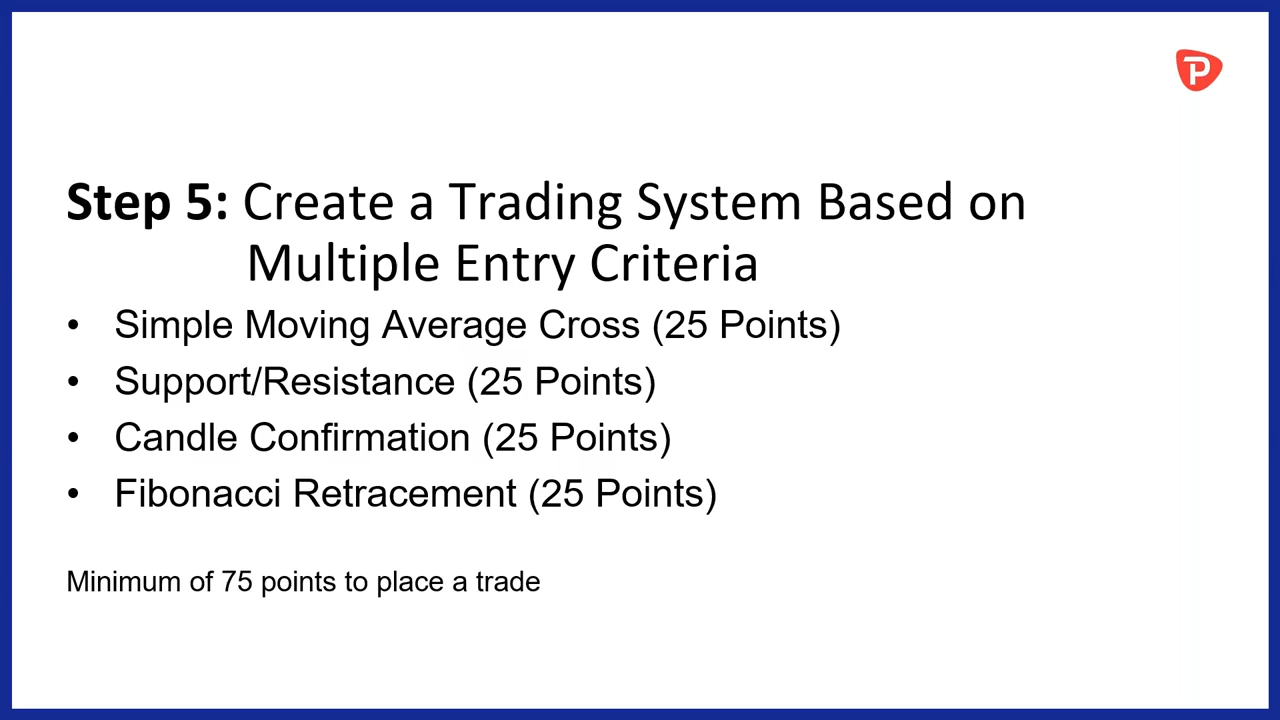 P
Step 5: Create a Trading System Based on
Multiple Entry Criteria
• Simple Moving Average Cross (25 Points)
• Support/Resistance (25 Points)
• Candle Confirmation (25 Points)
• Fibonacci Retracement (25 Points)
Minimum of 75 points to place a trade